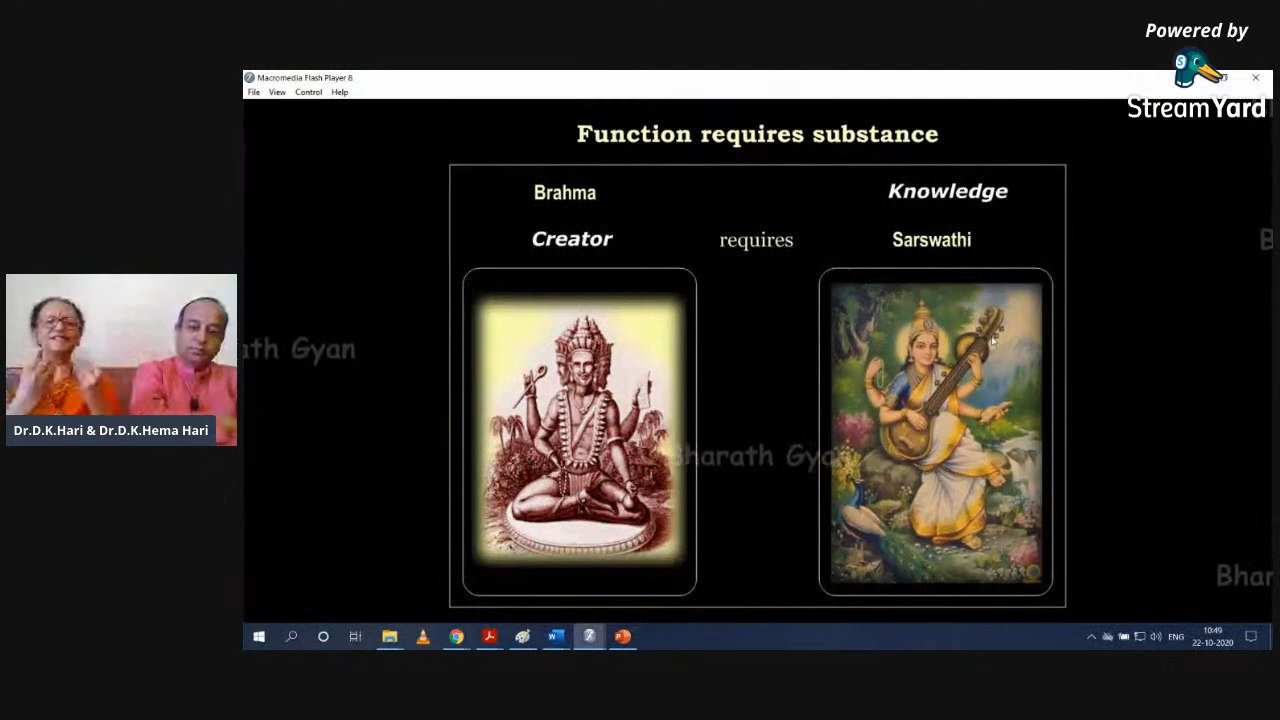 Powered by
StreamYard
Macromedia Flash Player 8
File View Control Help
Function requires substance
Brahma
Knowledge
Creator
requires
Sarswathi
ath Gyan
Bharath Gya
Bhar
Dr.D.K.Hari & Dr.D.K.Hema Hari
ENG
10:49
22-10-2020